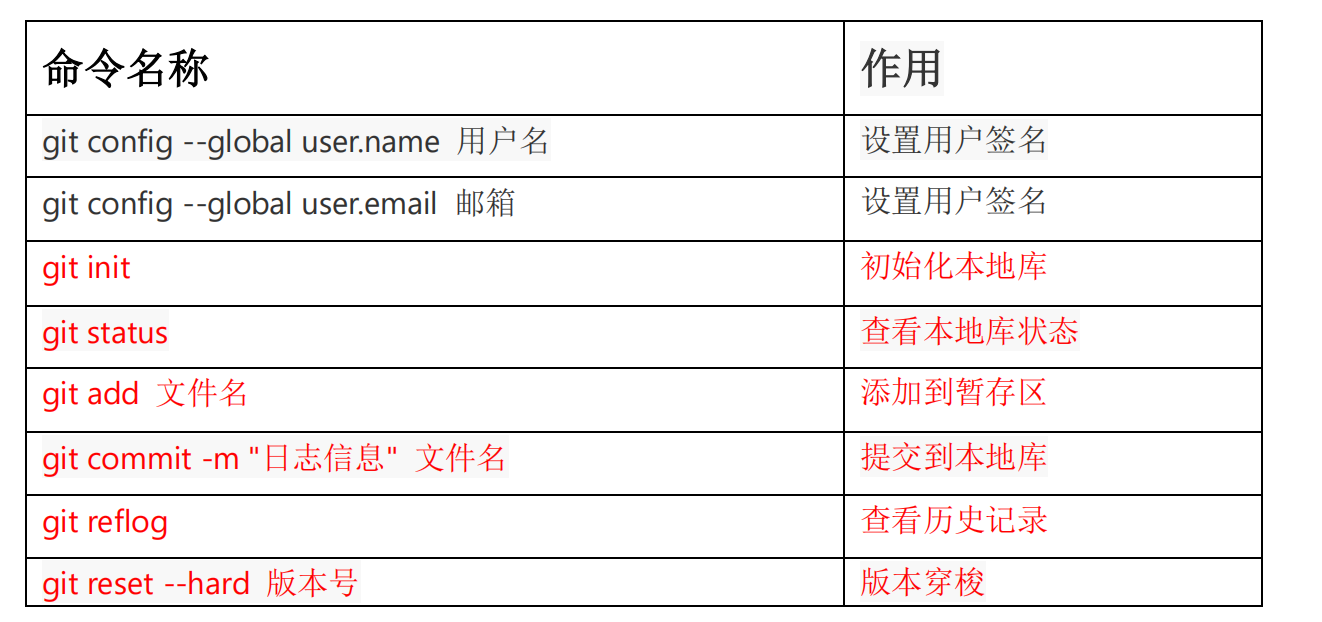 命令名称 作用
git config --global user.name 用户名 设置用户签名
git config --global user.email 邮箱 设置用户签名
git init 初始化本地库
git status 查看本地库状态
git add 文件名 添加到暂存区
git commit -m "日志信息" 文件名 提交到本地库
git reflog 查看历史记录
git reset --hard 版本号 版本穿梭